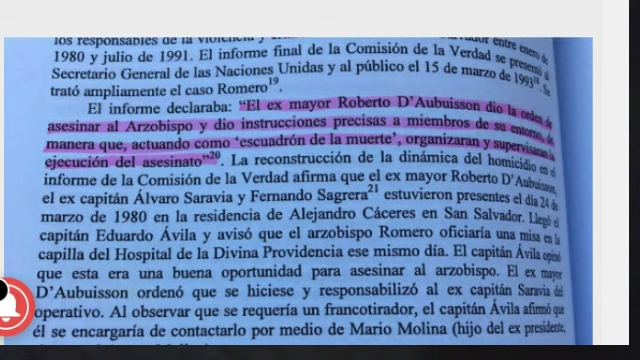 los responsables de la violencia y
1980 y julio de 1991. El informe final de la Comisión de la Verdad se presentó al
Secretario General de las Naciones Unidas y al público el 15 de marzo de 1993
trató ampliamente el caso Romero19.
El informe declaraba: “El ex mayor Roberto D’Aubuisson dio la orden de
asesinar al Arzobispo y dio instrucciones precisas a miembros de su entorno, de
manera que, actuando como ‘escuadrón de la muerte’, organizaran y supervisaran la
ejecución del asesinato”20. La reconstrucción de la dinámica del homicidio en el
informe de la Comisión de la Verdad afirma que el ex mayor Roberto D’Aubuisson,
el ex capitán Álvaro Saravia y Fernando Sagrera21 estuvieron presentes el día 24 de
marzo de 1980 en la residencia de Alejandro Cáceres en San Salvador. Llegó el
capitán Eduardo Ávila y avisó que el arzobispo Romero oficiaría una misa en la
capilla del Hospital de la Divina Providencia ese mismo día. El capitán Ávila opinó
que esta era una buena oportunidad para asesinar al arzobispo. El ex mayor
D’Aubuisson ordenó que se hiciese y responsabilizó al ex capitán Saravia del
operativo. Al observar que se requería un francotirador, el capitán Ávila afirmó que
él se encargaría de contactarlo por medio de Mario Molina (hijo del ex presidente,